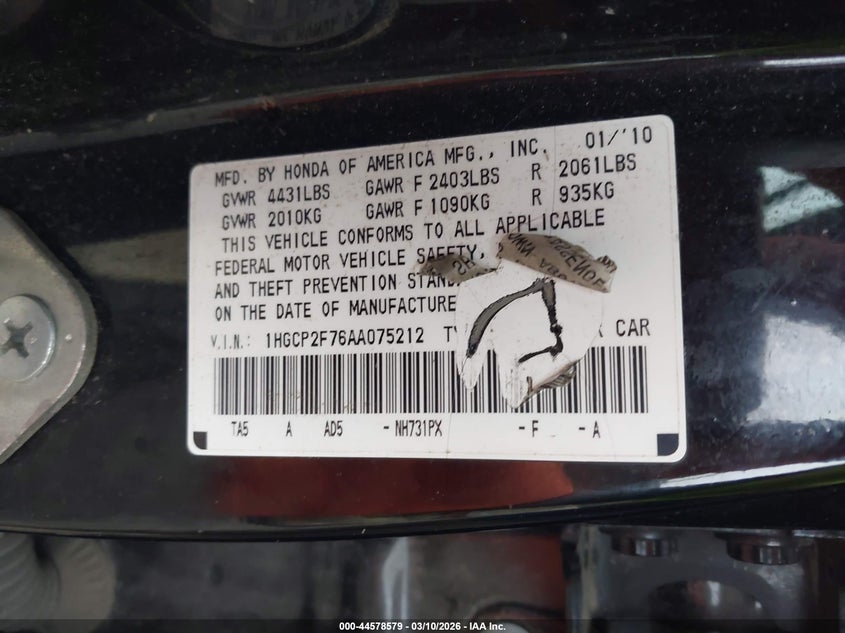 MFD. BY HONDA OF AMERICA MFG., INC. 01/'10
GVWR 4431LBS GAWR F 2403LBS R 2061LBS
GVWR 2010KG GAWR F 1090KG R 935KG
THIS VEHICLE CONFORMS TO ALL APPLICABLE
FEDERAL MOTOR VEHICLE SAFETY,
AND THEFT PREVENTION
ON THE DATE OF MANUFACTURE
V.I.N.: 1HGCP2F76AA075212 CAR
TA5 A AD5 -NH731PX -F -A
000-44578579 — 03/10/2026 — IAA Inc.